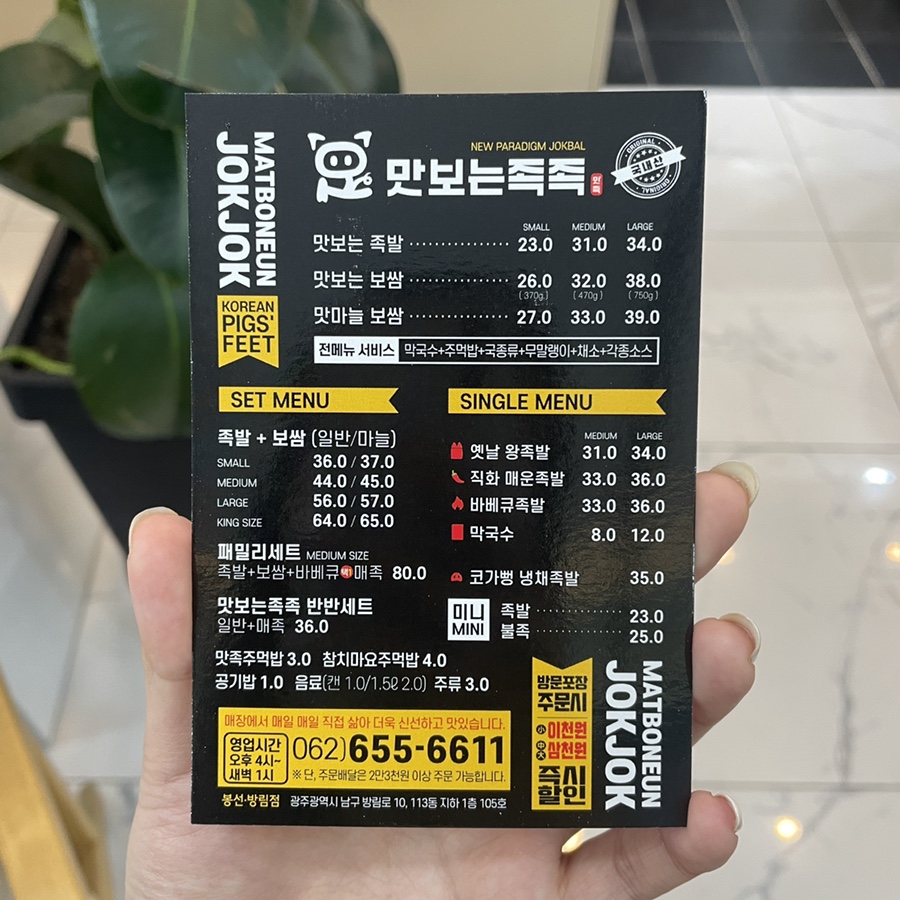 MATBONEUN
JOKJOK
KOREAN
PIGS'
FEET
NEW PARADIGM JOKBAL
맛보는족족
맛족
ORIGINAL
국내산
ORIGINAL
SMALL MEDIUM LARGE
맛보는 족발 23.0 31.0 34.0
맛보는 보쌈 26.0 32.0 38.0
(370g) (470g) (750g)
맛마늘 보쌈 27.0 33.0 39.0
전메뉴 서비스 막국수+주먹밥+국종류+무말랭이+채소+각종소스
SET MENU
족발 + 보쌈 (일반/마늘)
SMALL 36.0 / 37.0
MEDIUM 44.0 / 45.0
LARGE 56.0 / 57.0
KING SIZE 64.0 / 65.0
패밀리세트 MEDIUM SIZE
족발+보쌈+바베큐 택1 매족 80.0
맛보는족족 반반세트
일반+매족 36.0
SINGLE MENU
MEDIUM LARGE
옛날 왕족발 31.0 34.0
직화 매운족발 33.0 36.0
바베큐족발 33.0 36.0
막국수 8.0 12.0
코가뻥 냉채족발 35.0
미니
MINI
족발 23.0
불족 25.0
맛족주먹밥 3.0 참치마요주먹밥 4.0
공기밥 1.0 음료(캔 1.0/1.5ℓ 2.0) 주류 3.0
매장에서 매일 매일 직접 삶아 더욱 신선하고 맛있습니다.
영업시간
오후 4시~
새벽 1시
062)655-6611
※ 단, 주문배달은 2만3천원 이상 주문 가능합니다.
봉선·방림점 광주광역시 남구 방림로 10, 113동 지하 1층 105호
방문포장
주문시
小 이천원
中大 삼천원
즉시
할인
MATBONEUN
JOKJOK